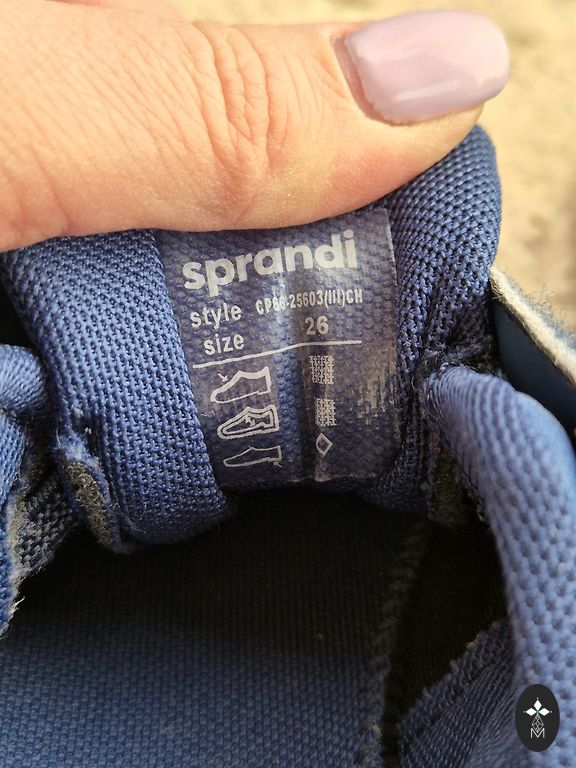 sprandi
style CP66-25603(III)CH
size 26
M